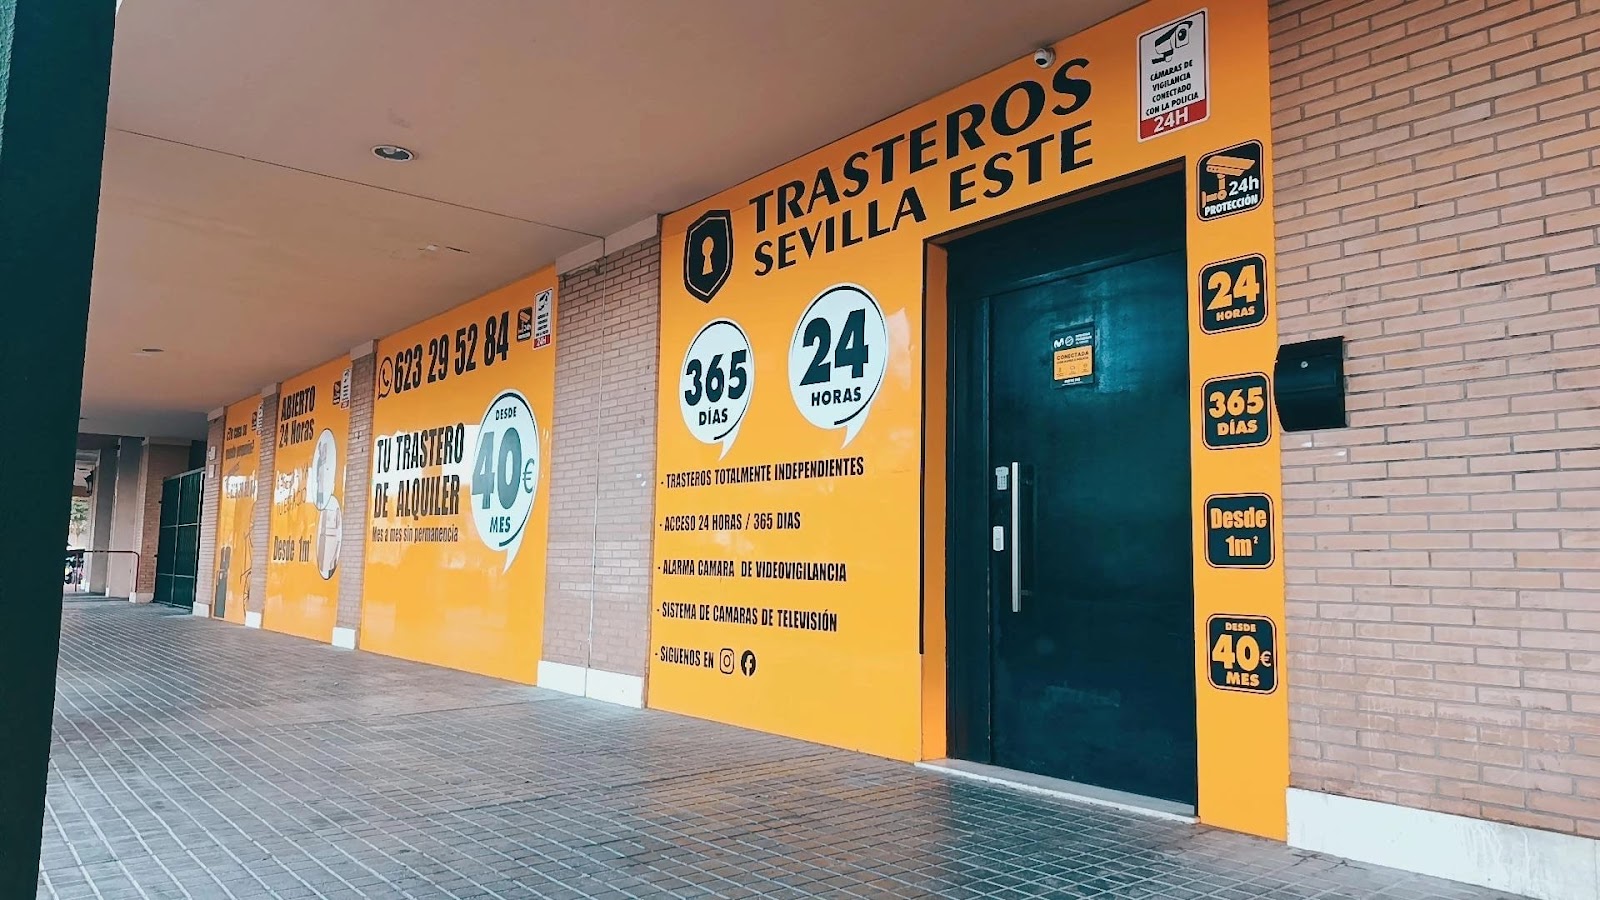 ABIERTO
24 Horas
Desde 1m²
623 29 52 84
24h
24H
TU TRASTERO
DE ALQUILER
Mes a mes sin permanencia
DESDE
40€
MES
TRASTEROS
SEVILLA ESTE
365
DÍAS
24
HORAS
- TRASTEROS TOTALMENTE INDEPENDIENTES
- ACCESO 24 HORAS / 365 DIAS
- ALARMA CAMARA DE VIDEOVIGILANCIA
- SISTEMA DE CAMARAS DE TELEVISIÓN
- SIGUENOS EN
CONECTADA
CÁMARAS DE
VIGILANCIA
CONECTADO
CON LA POLICIA
24H
24h
PROTECCIÓN
24
HORAS
365
DÍAS
Desde
1m²
DESDE
40€
MES